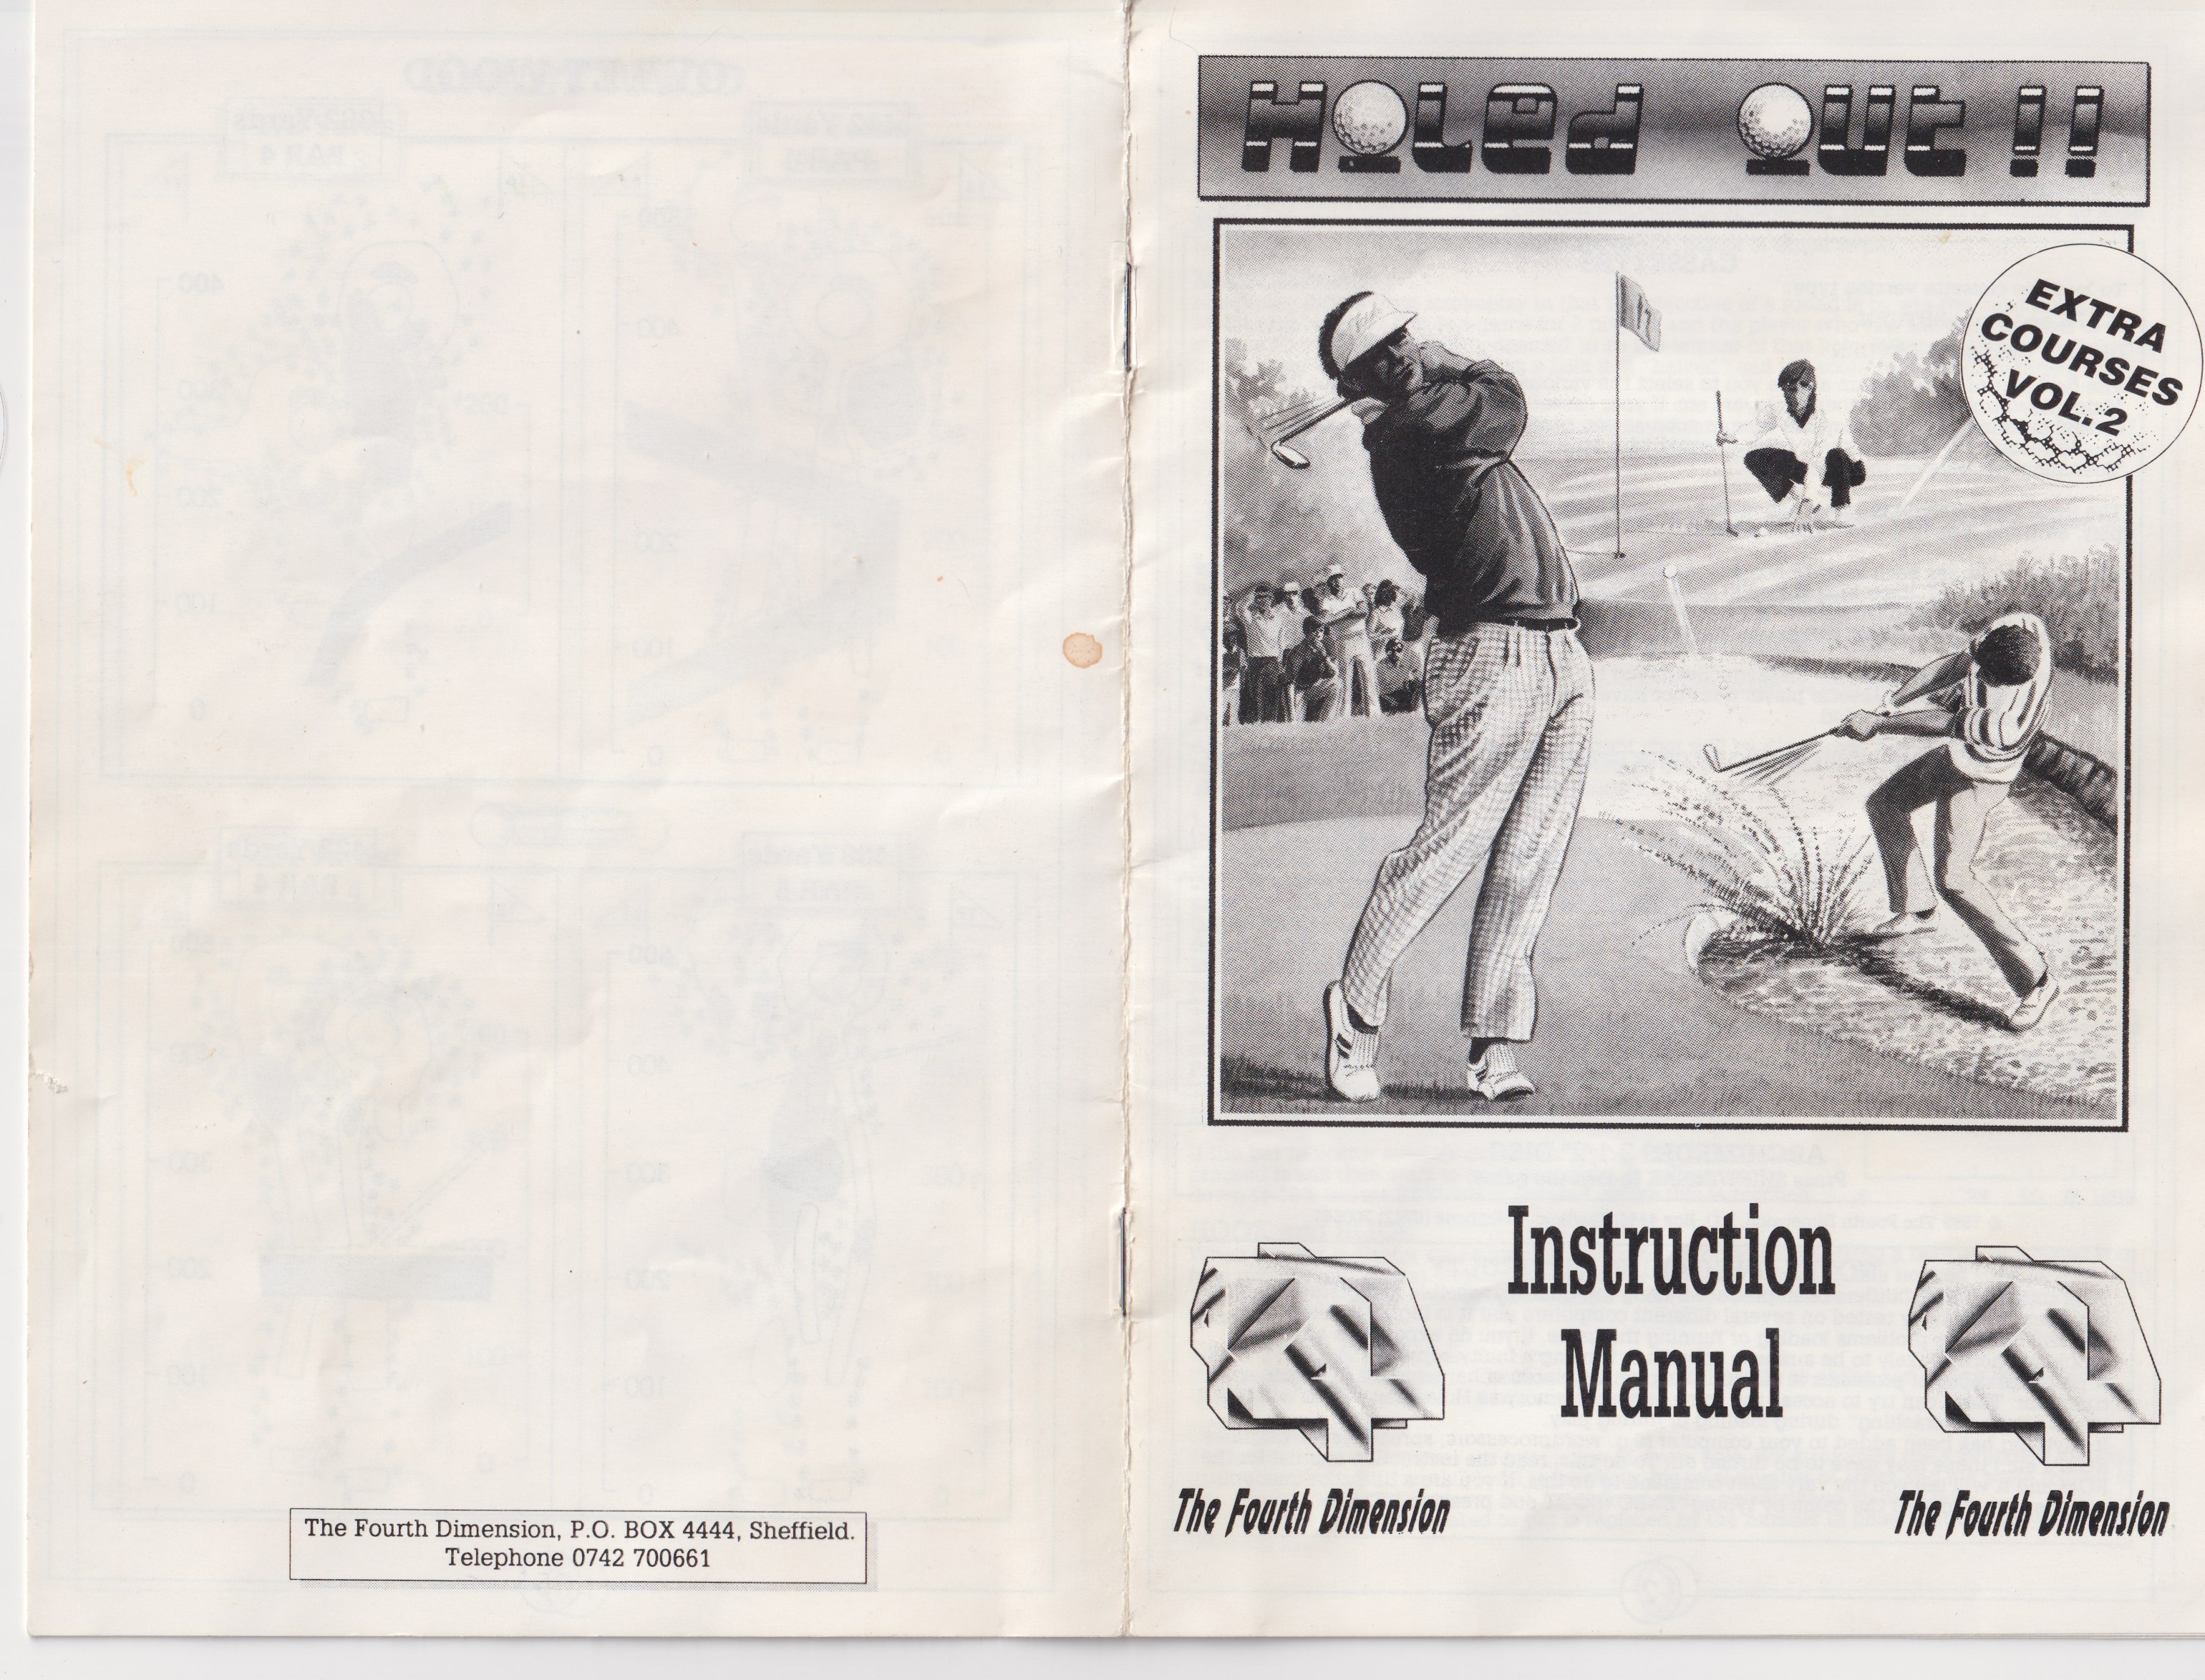 The Fourth Dimension, P.O. BOX 4444, Sheffield.
Telephone 0742 700661
Holed Out !!
EXTRA
COURSES
VOL.2
17
Instruction
Manual
The Fourth Dimension
The Fourth Dimension